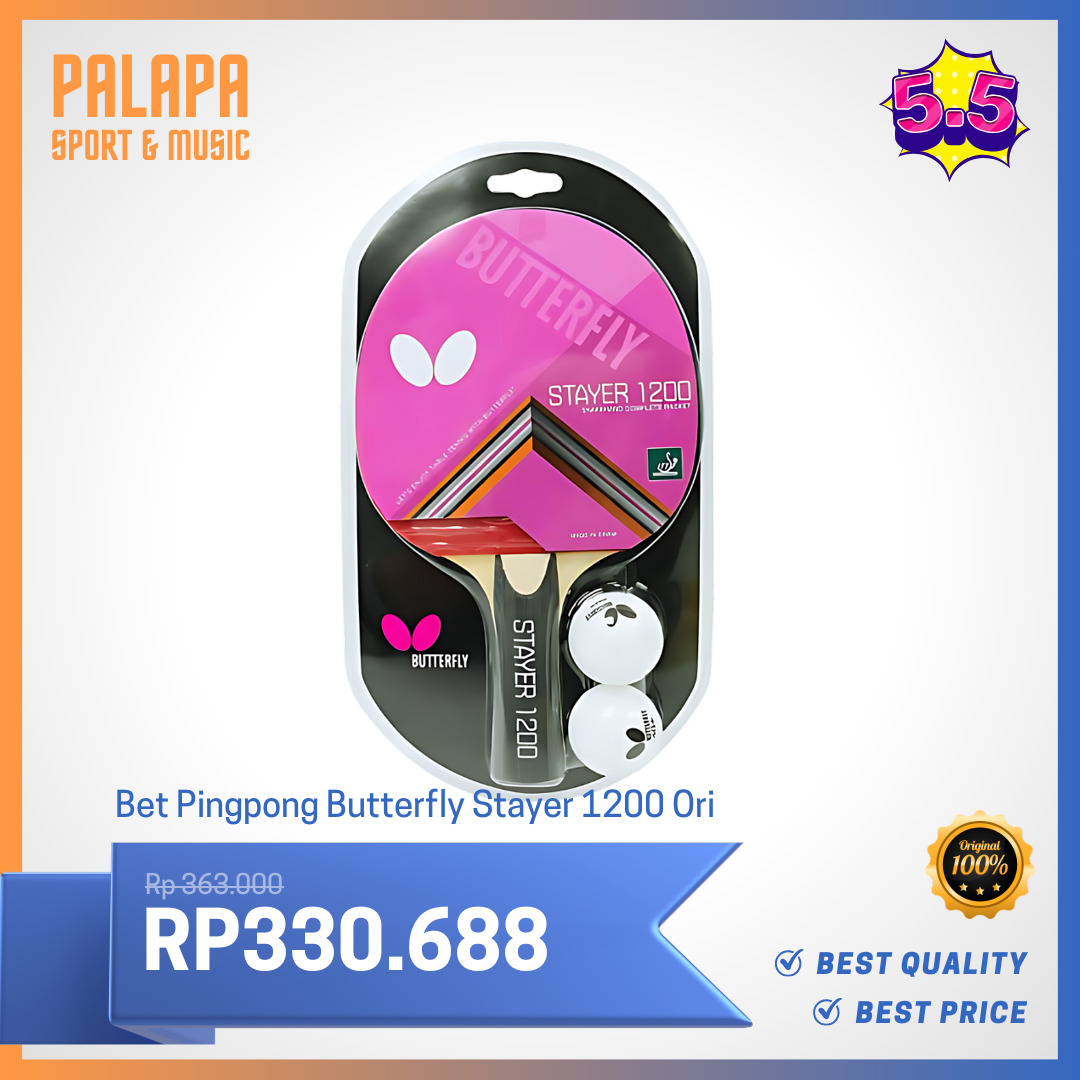 PALAPA
SPORT & MUSIC
5.5
BUTTERFLY
STAYER 1200
BUTTERFLY
STAYER 1200
Bet Pingpong Butterfly Stayer 1200 Ori
Rp 363.000
RP330.688
Original
100%
BEST QUALITY
BEST PRICE